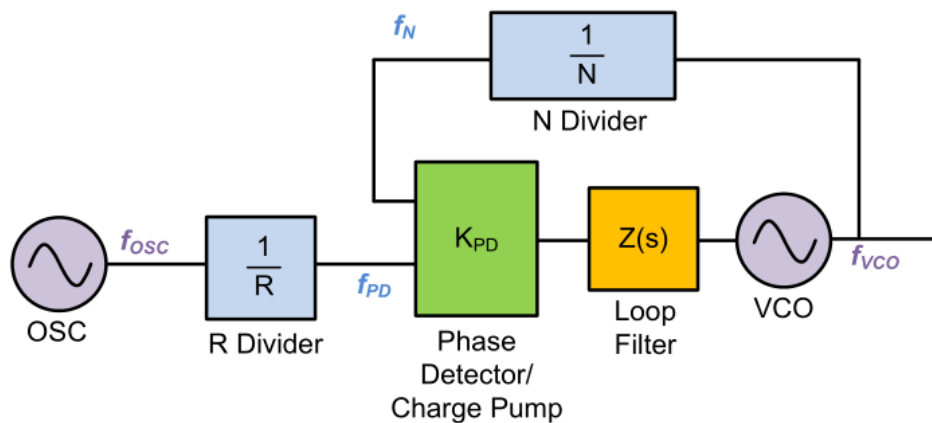 f_N
1
N
N Divider
f_OSC
OSC
1
R
R Divider
f_PD
K_PD
Phase
Detector/
Charge Pump
Z(s)
Loop
Filter
VCO
f_VCO